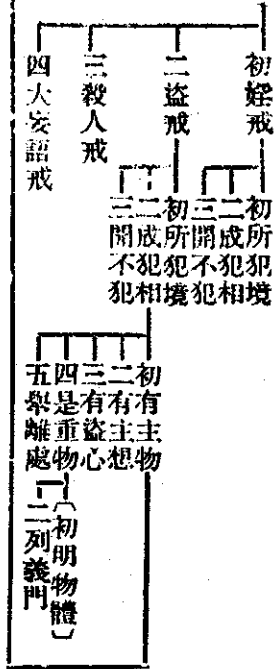 初婬戒
二盜戒
三殺人戒
四大妄語戒
初所犯境
二成犯相
三開不犯
初所犯境
二成犯相
三開不犯
初有主物
二有主想
三有盜心
四是重物
五舉離處
〔初明物體〕
二列義門